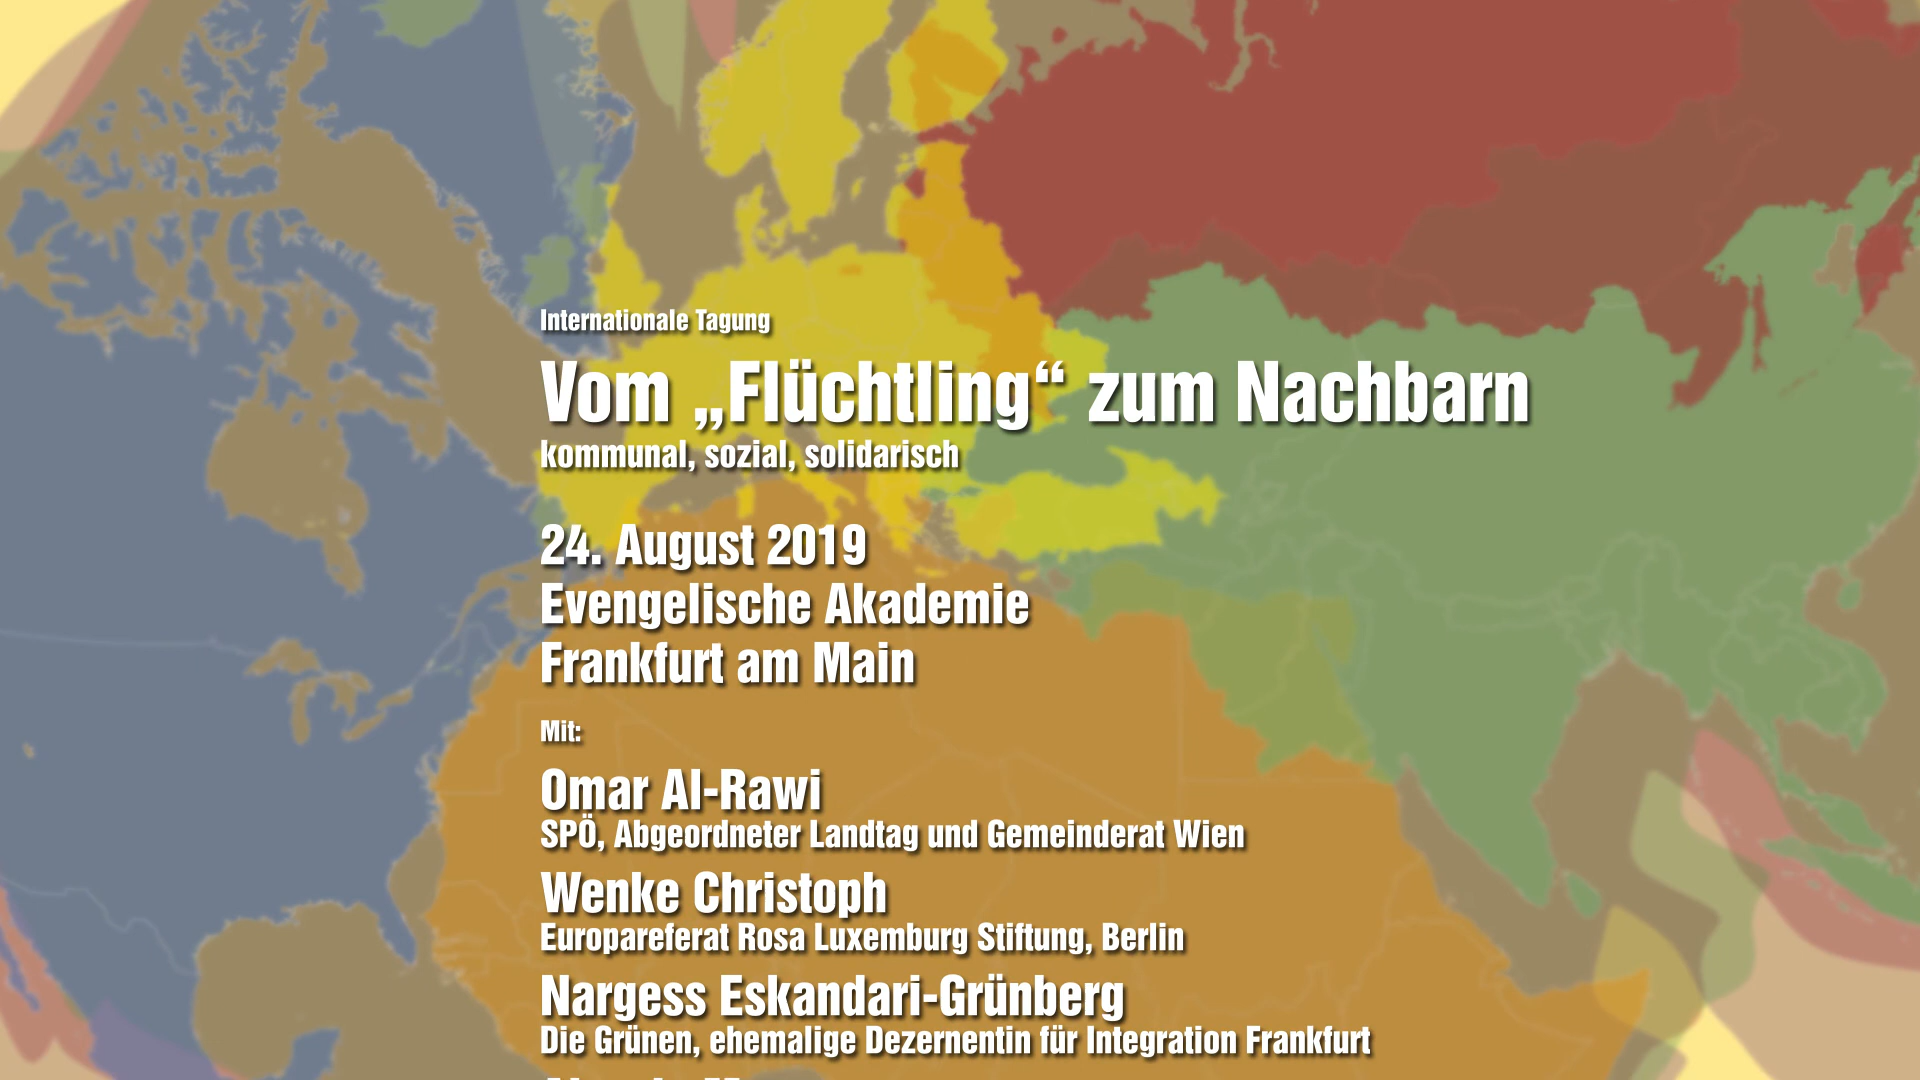 Internationale Tagung
Vom „Flüchtling“ zum Nachbarn
kommunal, sozial, solidarisch
24. August 2019
Evengelische Akademie
Frankfurt am Main
Mit:
Omar Al-Rawi
SPÖ, Abgeordneter Landtag und Gemeinderat Wien
Wenke Christoph
Europareferat Rosa Luxemburg Stiftung, Berlin
Nargess Eskandari-Grünberg
Die Grünen, ehemalige Dezernentin für Integration Frankfurt